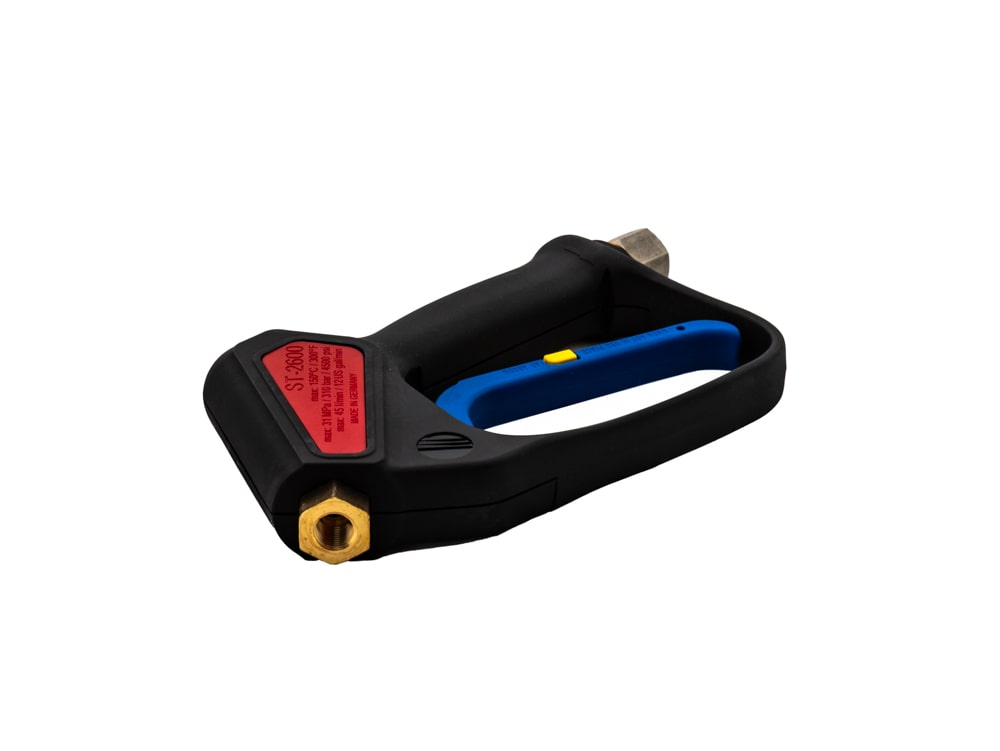 ST-2600
max: 150°C / 300°F
max: 31 MPa / 310 bar / 4500 psi
max: 45 l/min / 12 US gal/min
MADE IN GERMANY